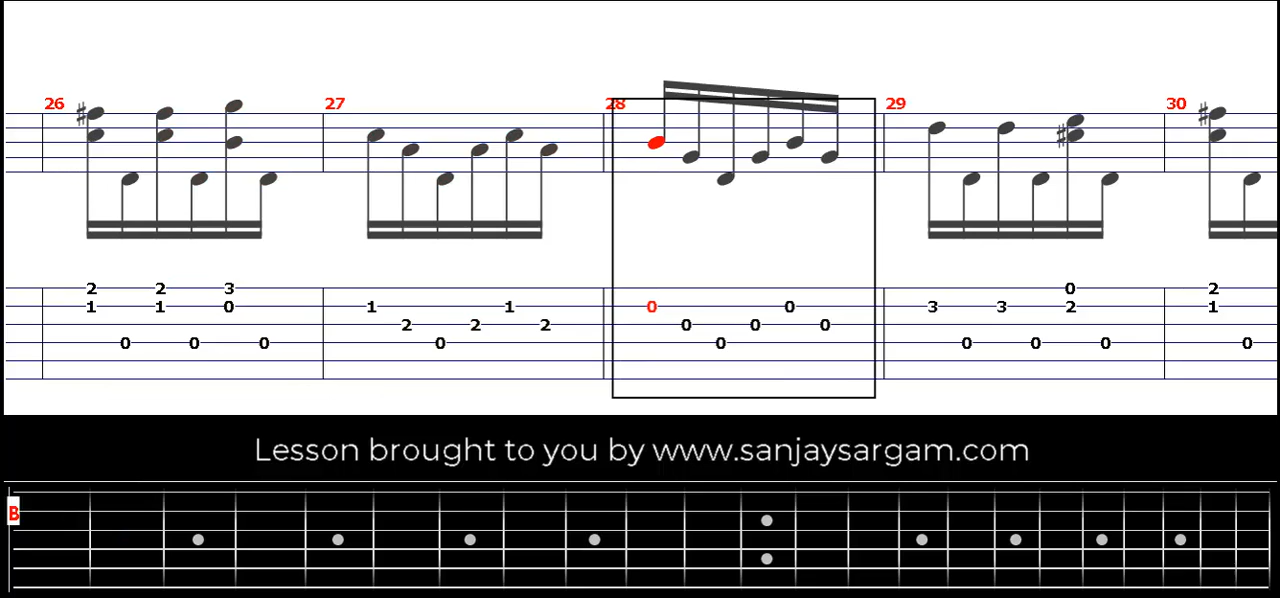 26 27 28 29 30
# # #
2 2 3 0 2
1 1 0 1 1 0 0 3 3 2 1
2 2 2 0 0 0
0 0 0 0 0 0 0 0 0
Lesson brought to you by www.sanjaysargam.com
B